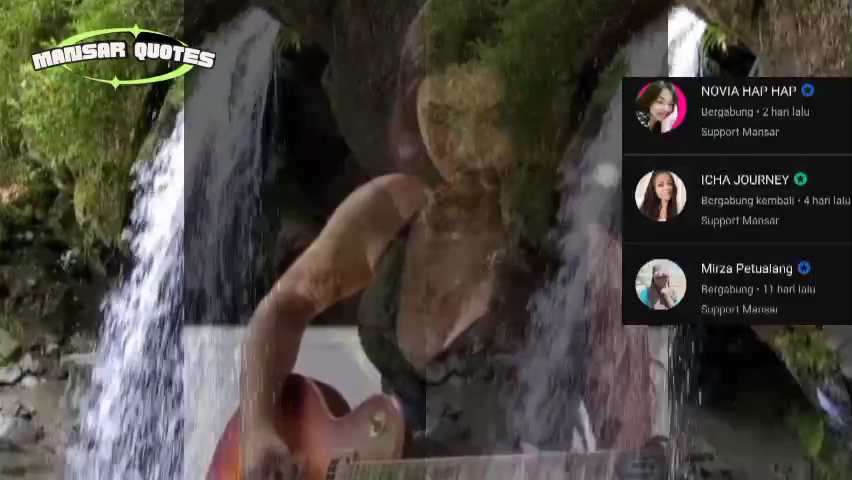 MANSAR QUOTES
NOVIA HAP HAP
Bergabung • 2 hari lalu
Support Mansar
ICHA JOURNEY
Bergabung kembali • 4 hari lalu
Support Mansar
Mirza Petualang
Bergabung • 11 hari lalu
Support Mansar